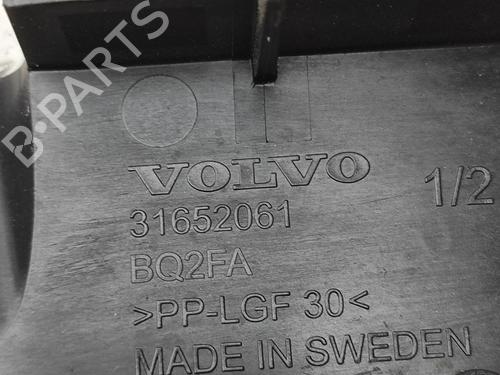 B-PARTS
VOLVO
31652061 1/2
BQ2FA
>PP-LGF 30<
MADE IN SWEDEN